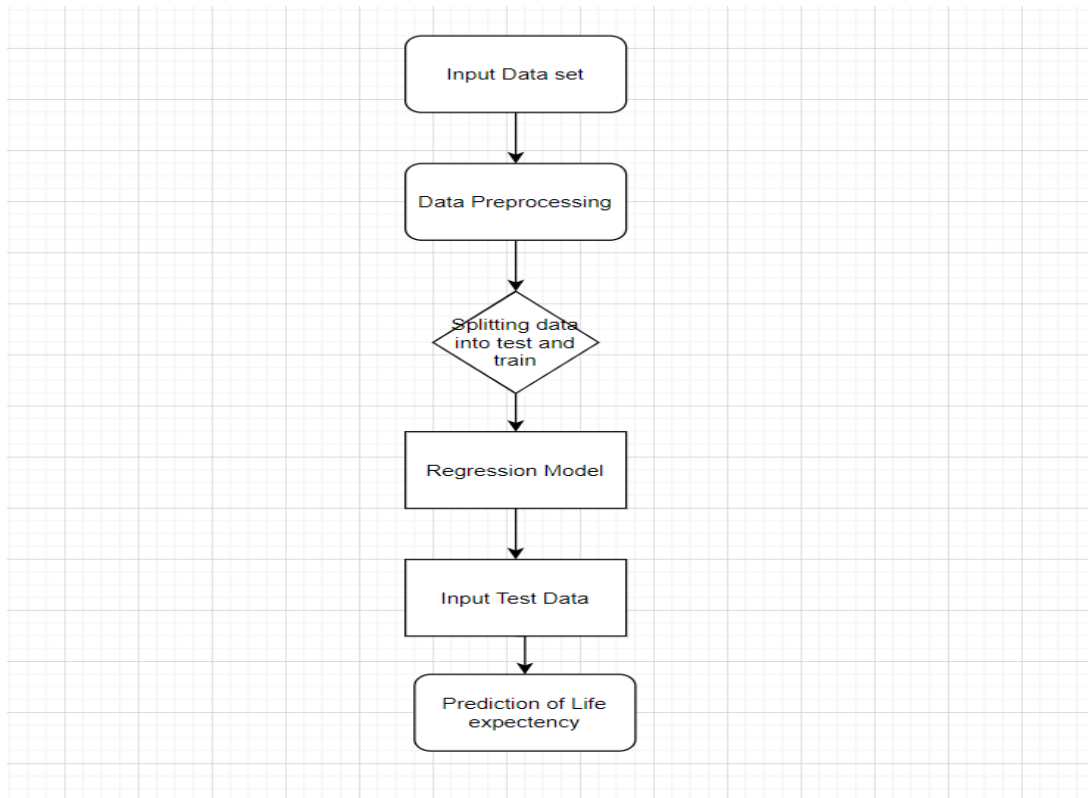 Input Data set
Data Preprocessing
Splitting data
into test and
train
Regression Model
Input Test Data
Prediction of Life
expectency